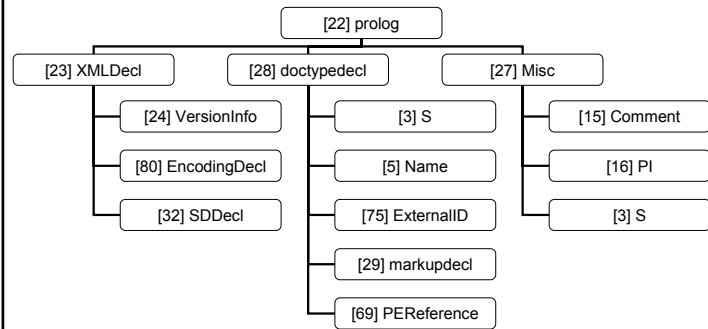 [22] prolog
[23] XMLDecl
[28] doctypedecl
[27] Misc
[24] VersionInfo
[3] S
[15] Comment
[80] EncodingDecl
[5] Name
[16] PI
[32] SDDecl
[75] ExternalID
[3] S
[29] markupdecl
[69] PEReference